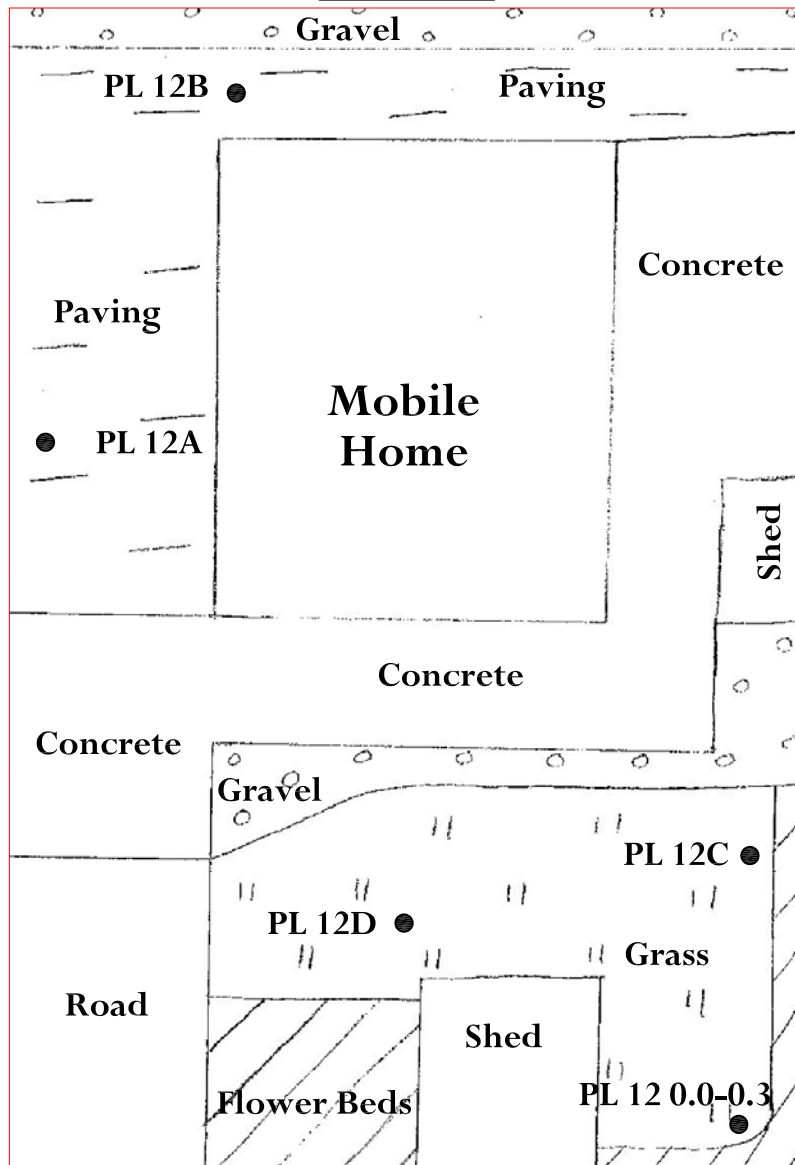 Gravel
PL 12B
Paving
Concrete
Paving
Mobile
Home
PL 12A
Shed
Concrete
Concrete
Gravel
PL 12C
PL 12D
Grass
Road
Shed
Flower Beds
PL 12 0.0-0.3